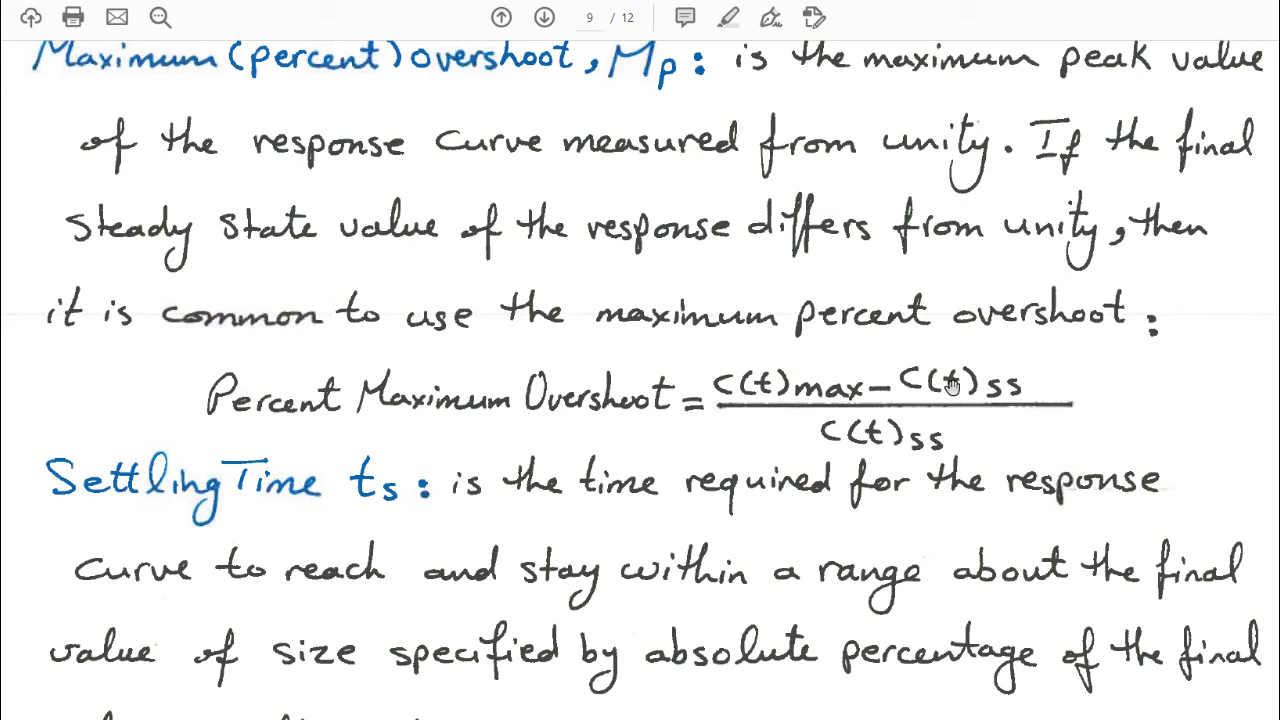 9 / 12
Maximum (percent) overshoot, Mp : is the maximum peak value
of the response curve measured from unity. If the final
steady state value of the response differs from unity, then
it is common to use the maximum percent overshoot :
Percent Maximum Overshoot = C(t)max - C(t)ss
C(t)ss
Settling Time ts : is the time required for the response
curve to reach and stay within a range about the final
value of size specified by absolute percentage of the final